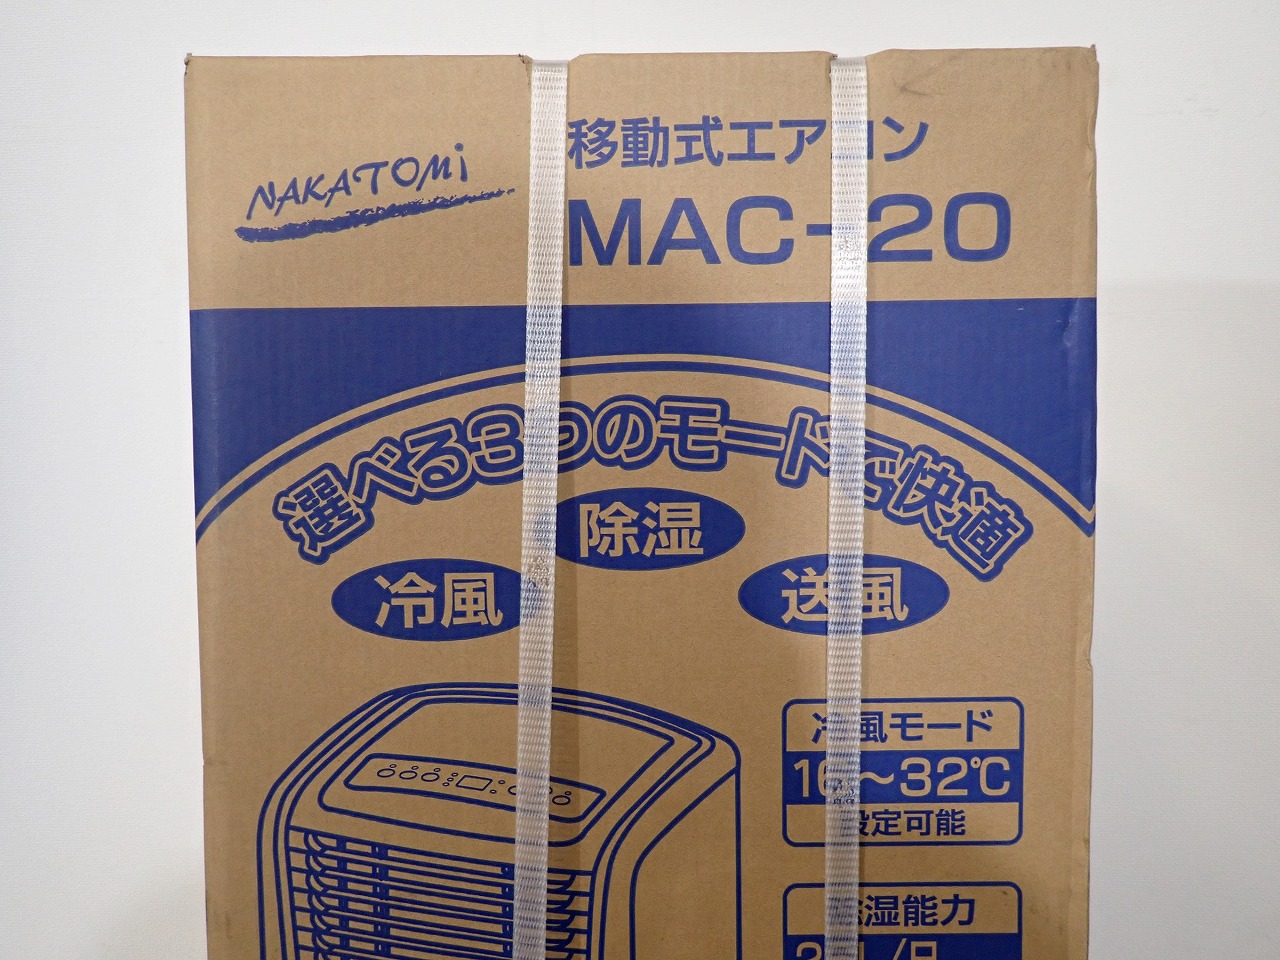 NAKATOMI
移動式エアコン
MAC-20
選べる3つのモードで快適
除湿
冷風
送風
冷風モード
16〜32℃
設定可能
除湿能力